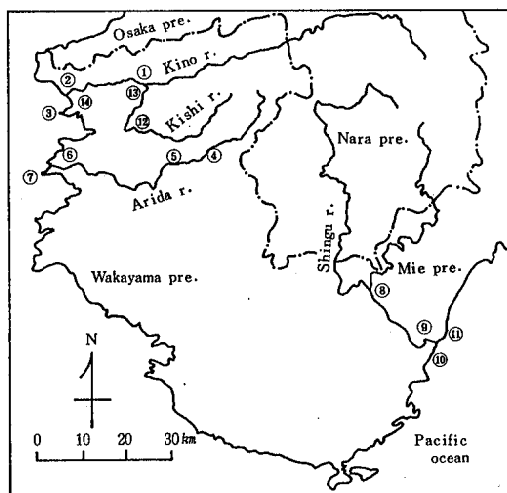 Osaka pre.
① Kino r.
②
⑭
⑬
③
⑫ Kishi r.
Nara pre.
⑥
⑤
④
⑦
Arida r.
Shingu r.
Wakayama pre.
Mie pre.
⑧
⑨
⑪
⑩
N
0 10 20 30 km
Pacific
ocean